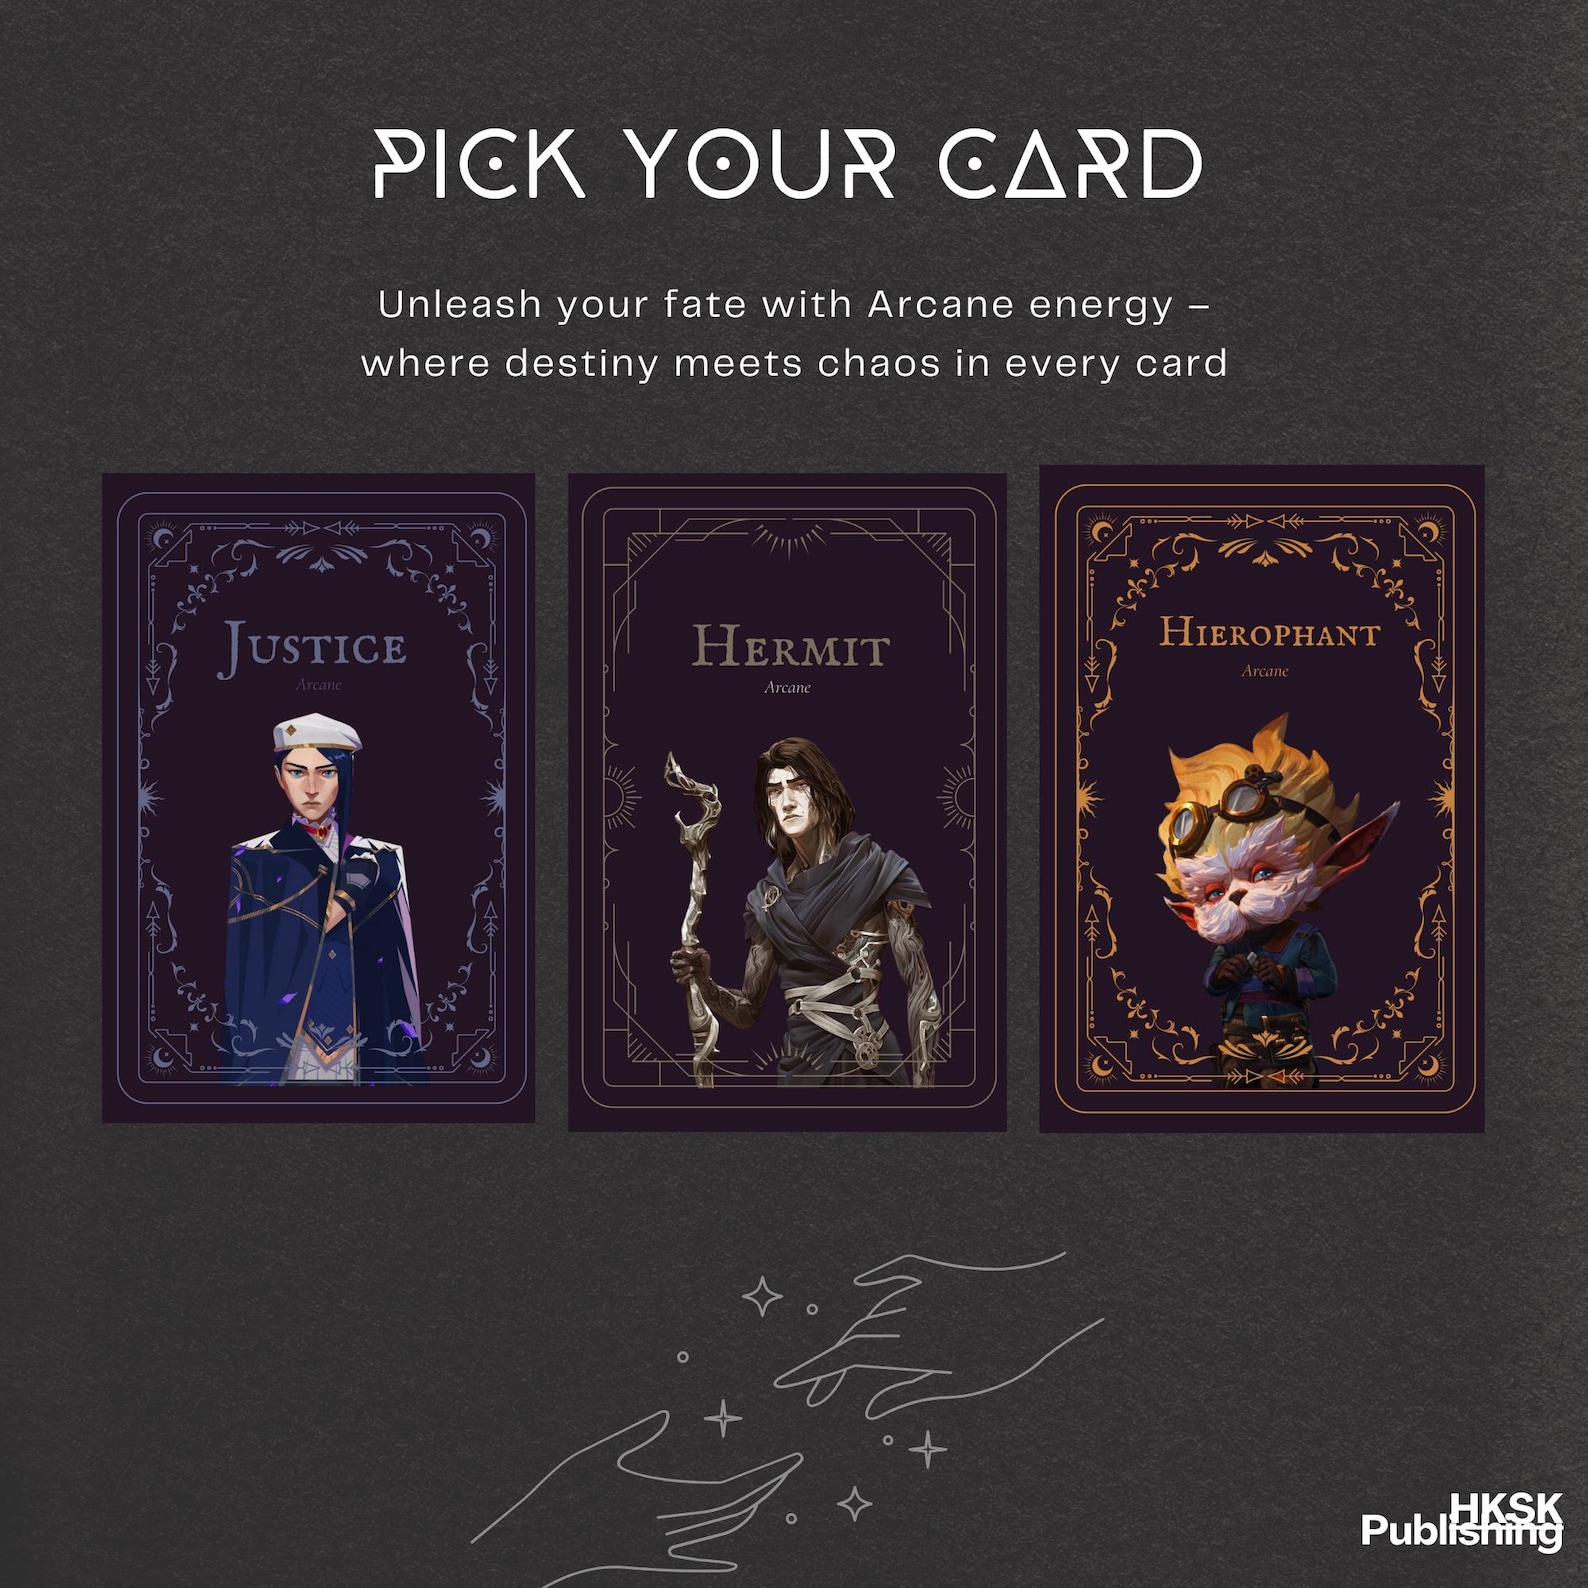 PICK YOUR CARD
Unleash your fate with Arcane energy –
where destiny meets chaos in every card
Justice
Arcane
Hermit
Arcane
Hierophant
Arcane
HKSK
Publishing